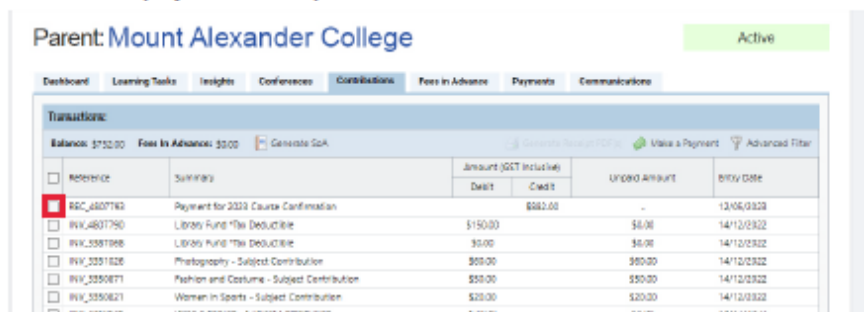 Parent: Mount Alexander College
Active
Dashboard Learning Tasks Insights Conferences Contributions Fees in Advance Payments Communications
Transactions:
Balance: $752.00 Fees in Advance: $0.00 Generate SoA Make a Payment Advanced Filter
Amount (GST Inclusive)
Reference Summary Unpaid Amount Entry Date
Debit Credit
Payment for 2023 Course Confirmation -
Library Fund *Tax Deductible $150.00 $0.00 14/12/2022
Library Fund *Tax Deductible $0.00 14/12/2022
Photography - Subject Contribution $60.00 $60.00 14/12/2022
Fashion and Costume - Subject Contribution $50.00 $50.00 14/12/2022
Women in Sports - Subject Contribution $20.00 $20.00 14/12/2022